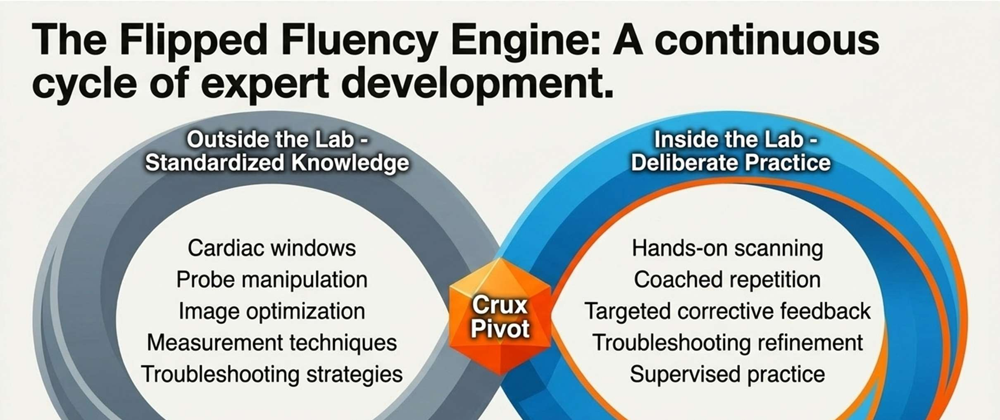 The Flipped Fluency Engine: A continuous
cycle of expert development.
Outside the Lab -
Standardized Knowledge
Cardiac windows
Probe manipulation
Image optimization
Measurement techniques
Troubleshooting strategies
Crux
Pivot
Inside the Lab -
Deliberate Practice
Hands-on scanning
Coached repetition
Targeted corrective feedback
Troubleshooting refinement
Supervised practice